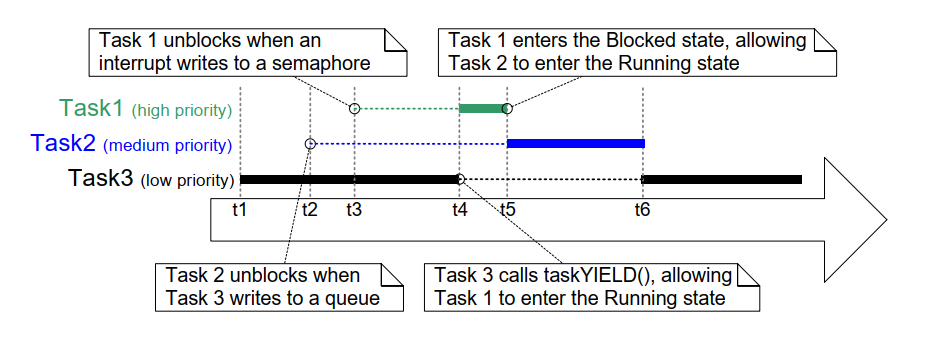 Task 1 unblocks when an
interrupt writes to a semaphore
Task 1 enters the Blocked state, allowing
Task 2 to enter the Running state
Task1 (high priority)
Task2 (medium priority)
Task3 (low priority)
t1 t2 t3 t4 t5 t6
Task 2 unblocks when
Task 3 writes to a queue
Task 3 calls taskYIELD(), allowing
Task 1 to enter the Running state